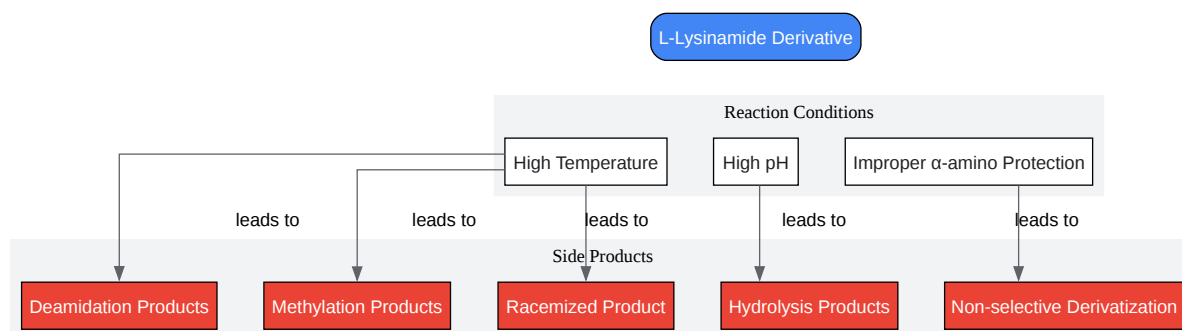 L-Lysinamide Derivative
Reaction Conditions
High Temperature
High pH
Improper α-amino Protection
leads to
leads to
leads to
leads to
leads to
Side Products
Deamidation Products
Methylation Products
Racemized Product
Hydrolysis Products
Non-selective Derivatization